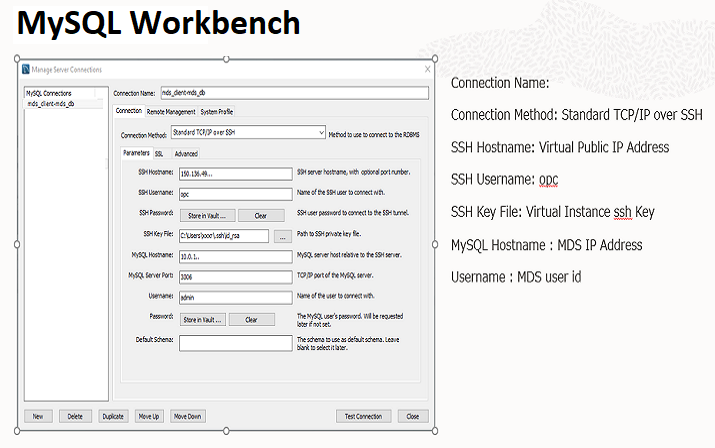 MySQL Workbench
Manage Server Connections
MySQL Connections
mds_client-mds_db
Connection Name: mds_client-mds_db
Connection Remote Management System Profile
Connection Method: Standard TCP/IP over SSH Method to use to connect to the RDBMS
Parameters SSL Advanced
SSH Hostname: 150.136.49... SSH server hostname, with optional port number.
SSH Username: opc Name of the SSH user to connect with.
SSH Password: Store in Vault ... Clear SSH user password to connect to the SSH tunnel.
SSH Key File: C:\Users\xxxx\.ssh\id_rsa ... Path to SSH private key file.
MySQL Hostname: 10.0.1.. MySQL server host relative to the SSH server.
MySQL Server Port: 3306 TCP/IP port of the MySQL server.
Username: admin Name of the user to connect with.
Password: Store in Vault ... Clear The MySQL user's password. Will be requested
later if not set.
Default Schema: The schema to use as default schema. Leave
blank to select it later.
New Delete Duplicate Move Up Move Down Test Connection Close
Connection Name:
Connection Method: Standard TCP/IP over SSH
SSH Hostname: Virtual Public IP Address
SSH Username: opc
SSH Key File: Virtual Instance ssh Key
MySQL Hostname : MDS IP Address
Username : MDS user id